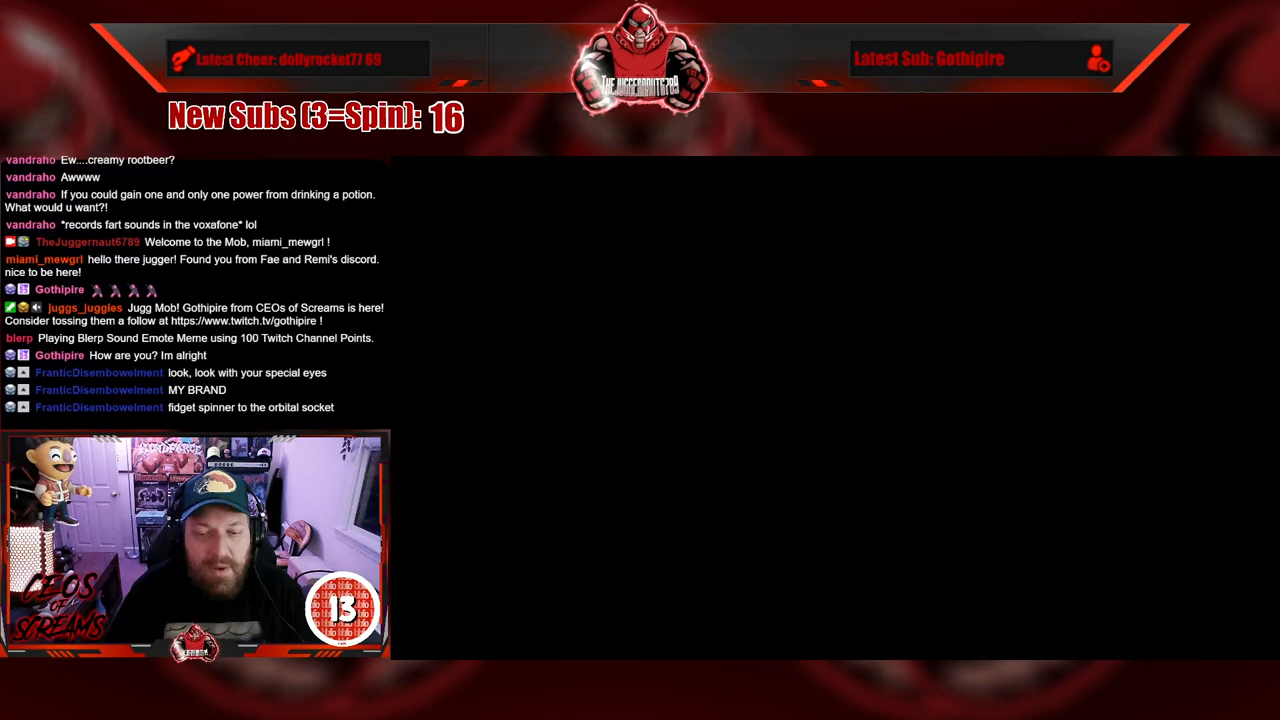 Latest Cheer: dollyrocket77 69
THEJUGGERNAUT6789
Latest Sub: Gothipire
New Subs (3=Spin): 16
vandraho Ew....creamy rootbeer?
vandraho Awwww
vandraho If you could gain one and only one power from drinking a potion.
What would u want?!
vandraho *records fart sounds in the voxafone* lol
TheJuggernaut6789 Welcome to the Mob, miami_mewgrl !
miami_mewgrl hello there jugger! Found you from Fae and Remi's discord.
nice to be here!
Gothipire
juggs_juggles Jugg Mob! Gothipire from CEOs of Screams is here!
Consider tossing them a follow at https://www.twitch.tv/gothipire !
blerp Playing Blerp Sound Emote Meme using 100 Twitch Channel Points.
Gothipire How are you? Im alright
FranticDisembowelment look, look with your special eyes
FranticDisembowelment MY BRAND
FranticDisembowelment fidget spinner to the orbital socket
CEOS
OF
SCREAMS
13